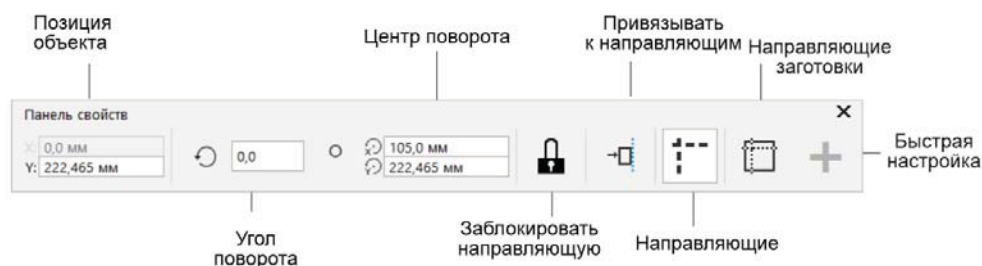 Позиция
объекта
Центр поворота
Привязывать
к направляющим
Направляющие
заготовки
Панель свойств
X: 0,0 мм
Y: 222,465 мм
0,0
105,0 мм
222,465 мм
Быстрая
настройка
Угол
поворота
Заблокировать
направляющую
Направляющие